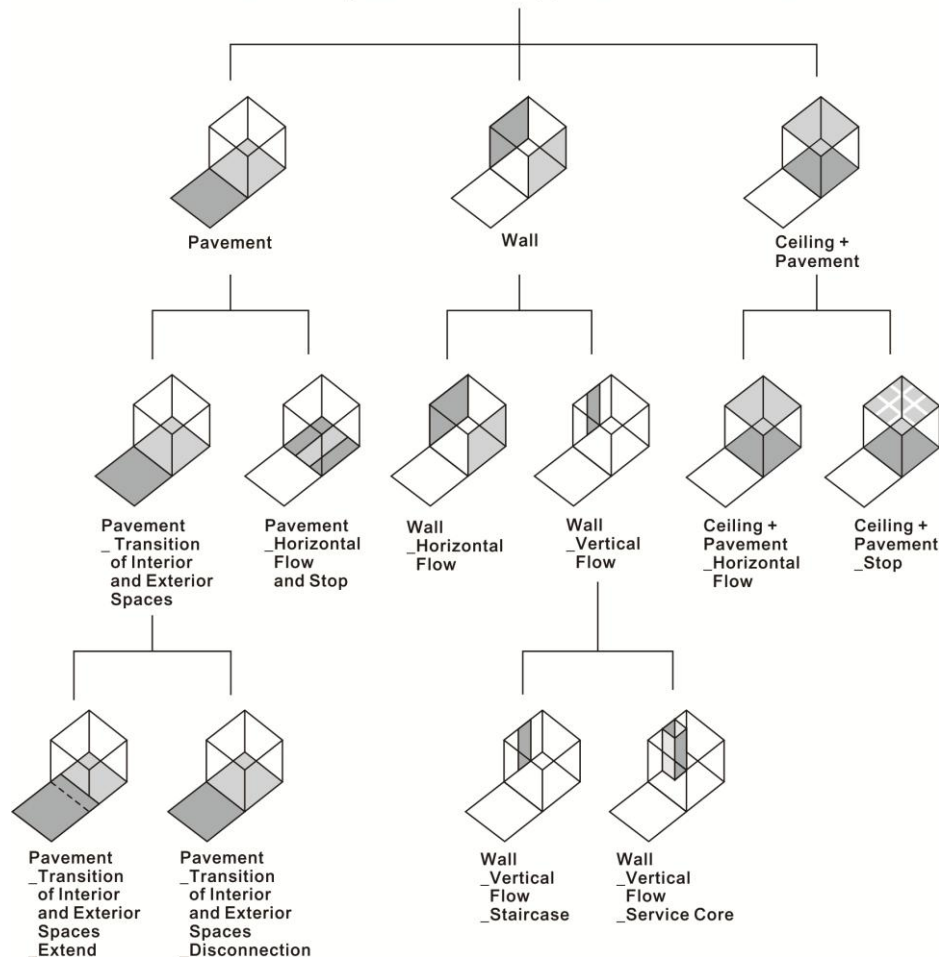 Pavement
Wall
Ceiling +
Pavement
Pavement
_ Transition
of Interior
and Exterior
Spaces
Pavement
_Horizontal
Flow
and Stop
Wall
_Horizontal
Flow
Wall
_Vertical
Flow
Ceiling +
Pavement
_Horizontal
Flow
Ceiling +
Pavement
_Stop
Pavement
_Transition
of Interior
and Exterior
Spaces
_Extend
Pavement
_Transition
of Interior
and Exterior
Spaces
_Disconnection
Wall
_Vertical
Flow
_Staircase
Wall
_Vertical
Flow
_Service Core